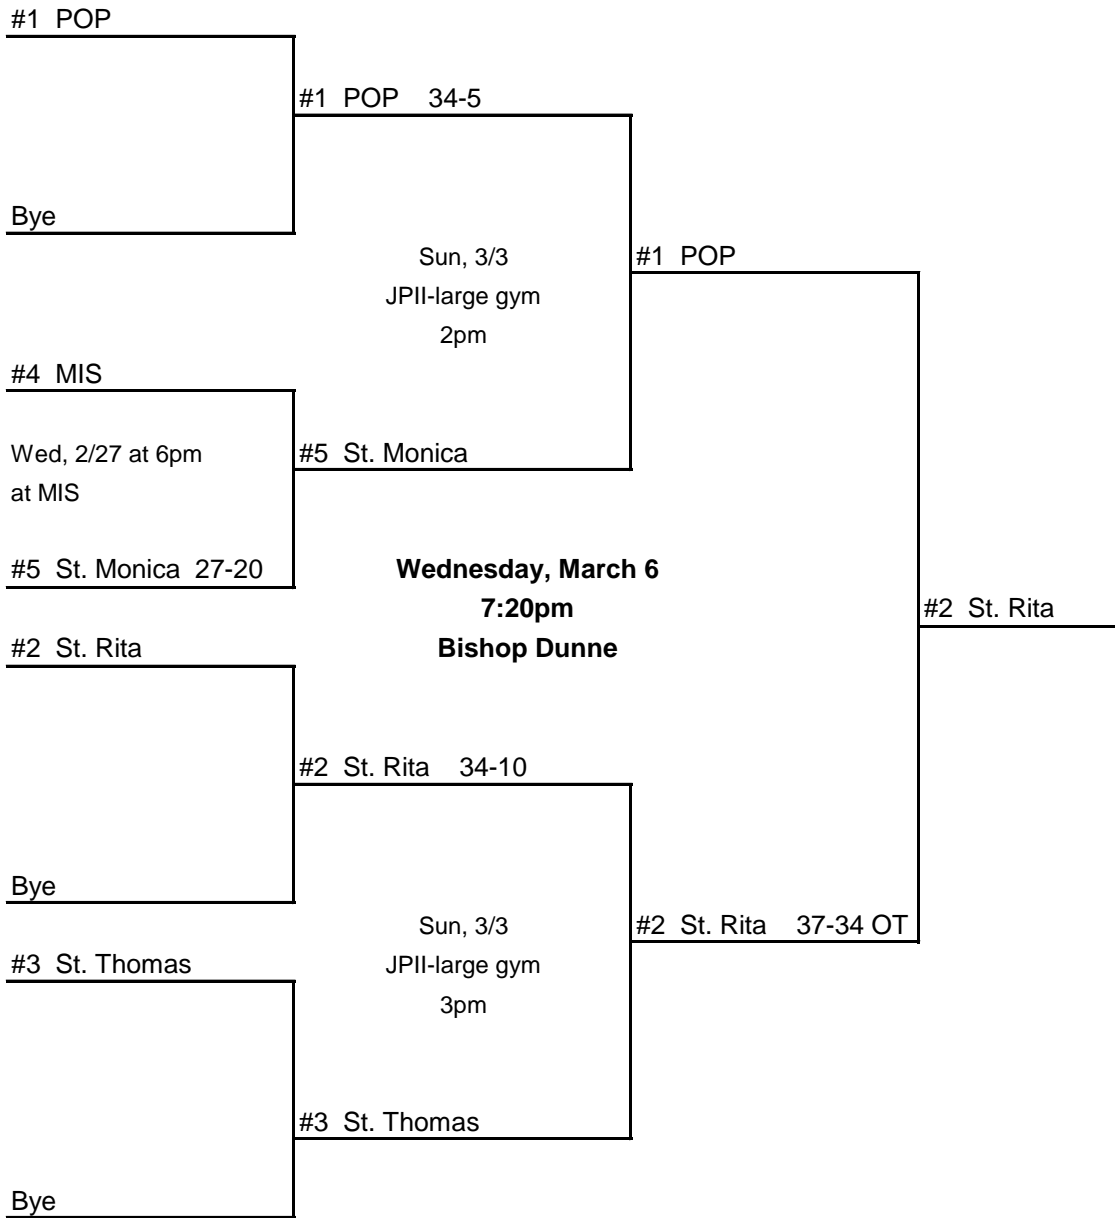 #1 POP
#1 POP 34-5
Bye
Sun, 3/3
JPII-large gym
2pm
#1 POP
#4 MIS
Wed, 2/27 at 6pm
at MIS
#5 St. Monica
#5 St. Monica 27-20
Wednesday, March 6
7:20pm
Bishop Dunne
#2 St. Rita
#2 St. Rita
#2 St. Rita 34-10
Bye
Sun, 3/3
JPII-large gym
3pm
#2 St. Rita 37-34 OT
#3 St. Thomas
#3 St. Thomas
Bye